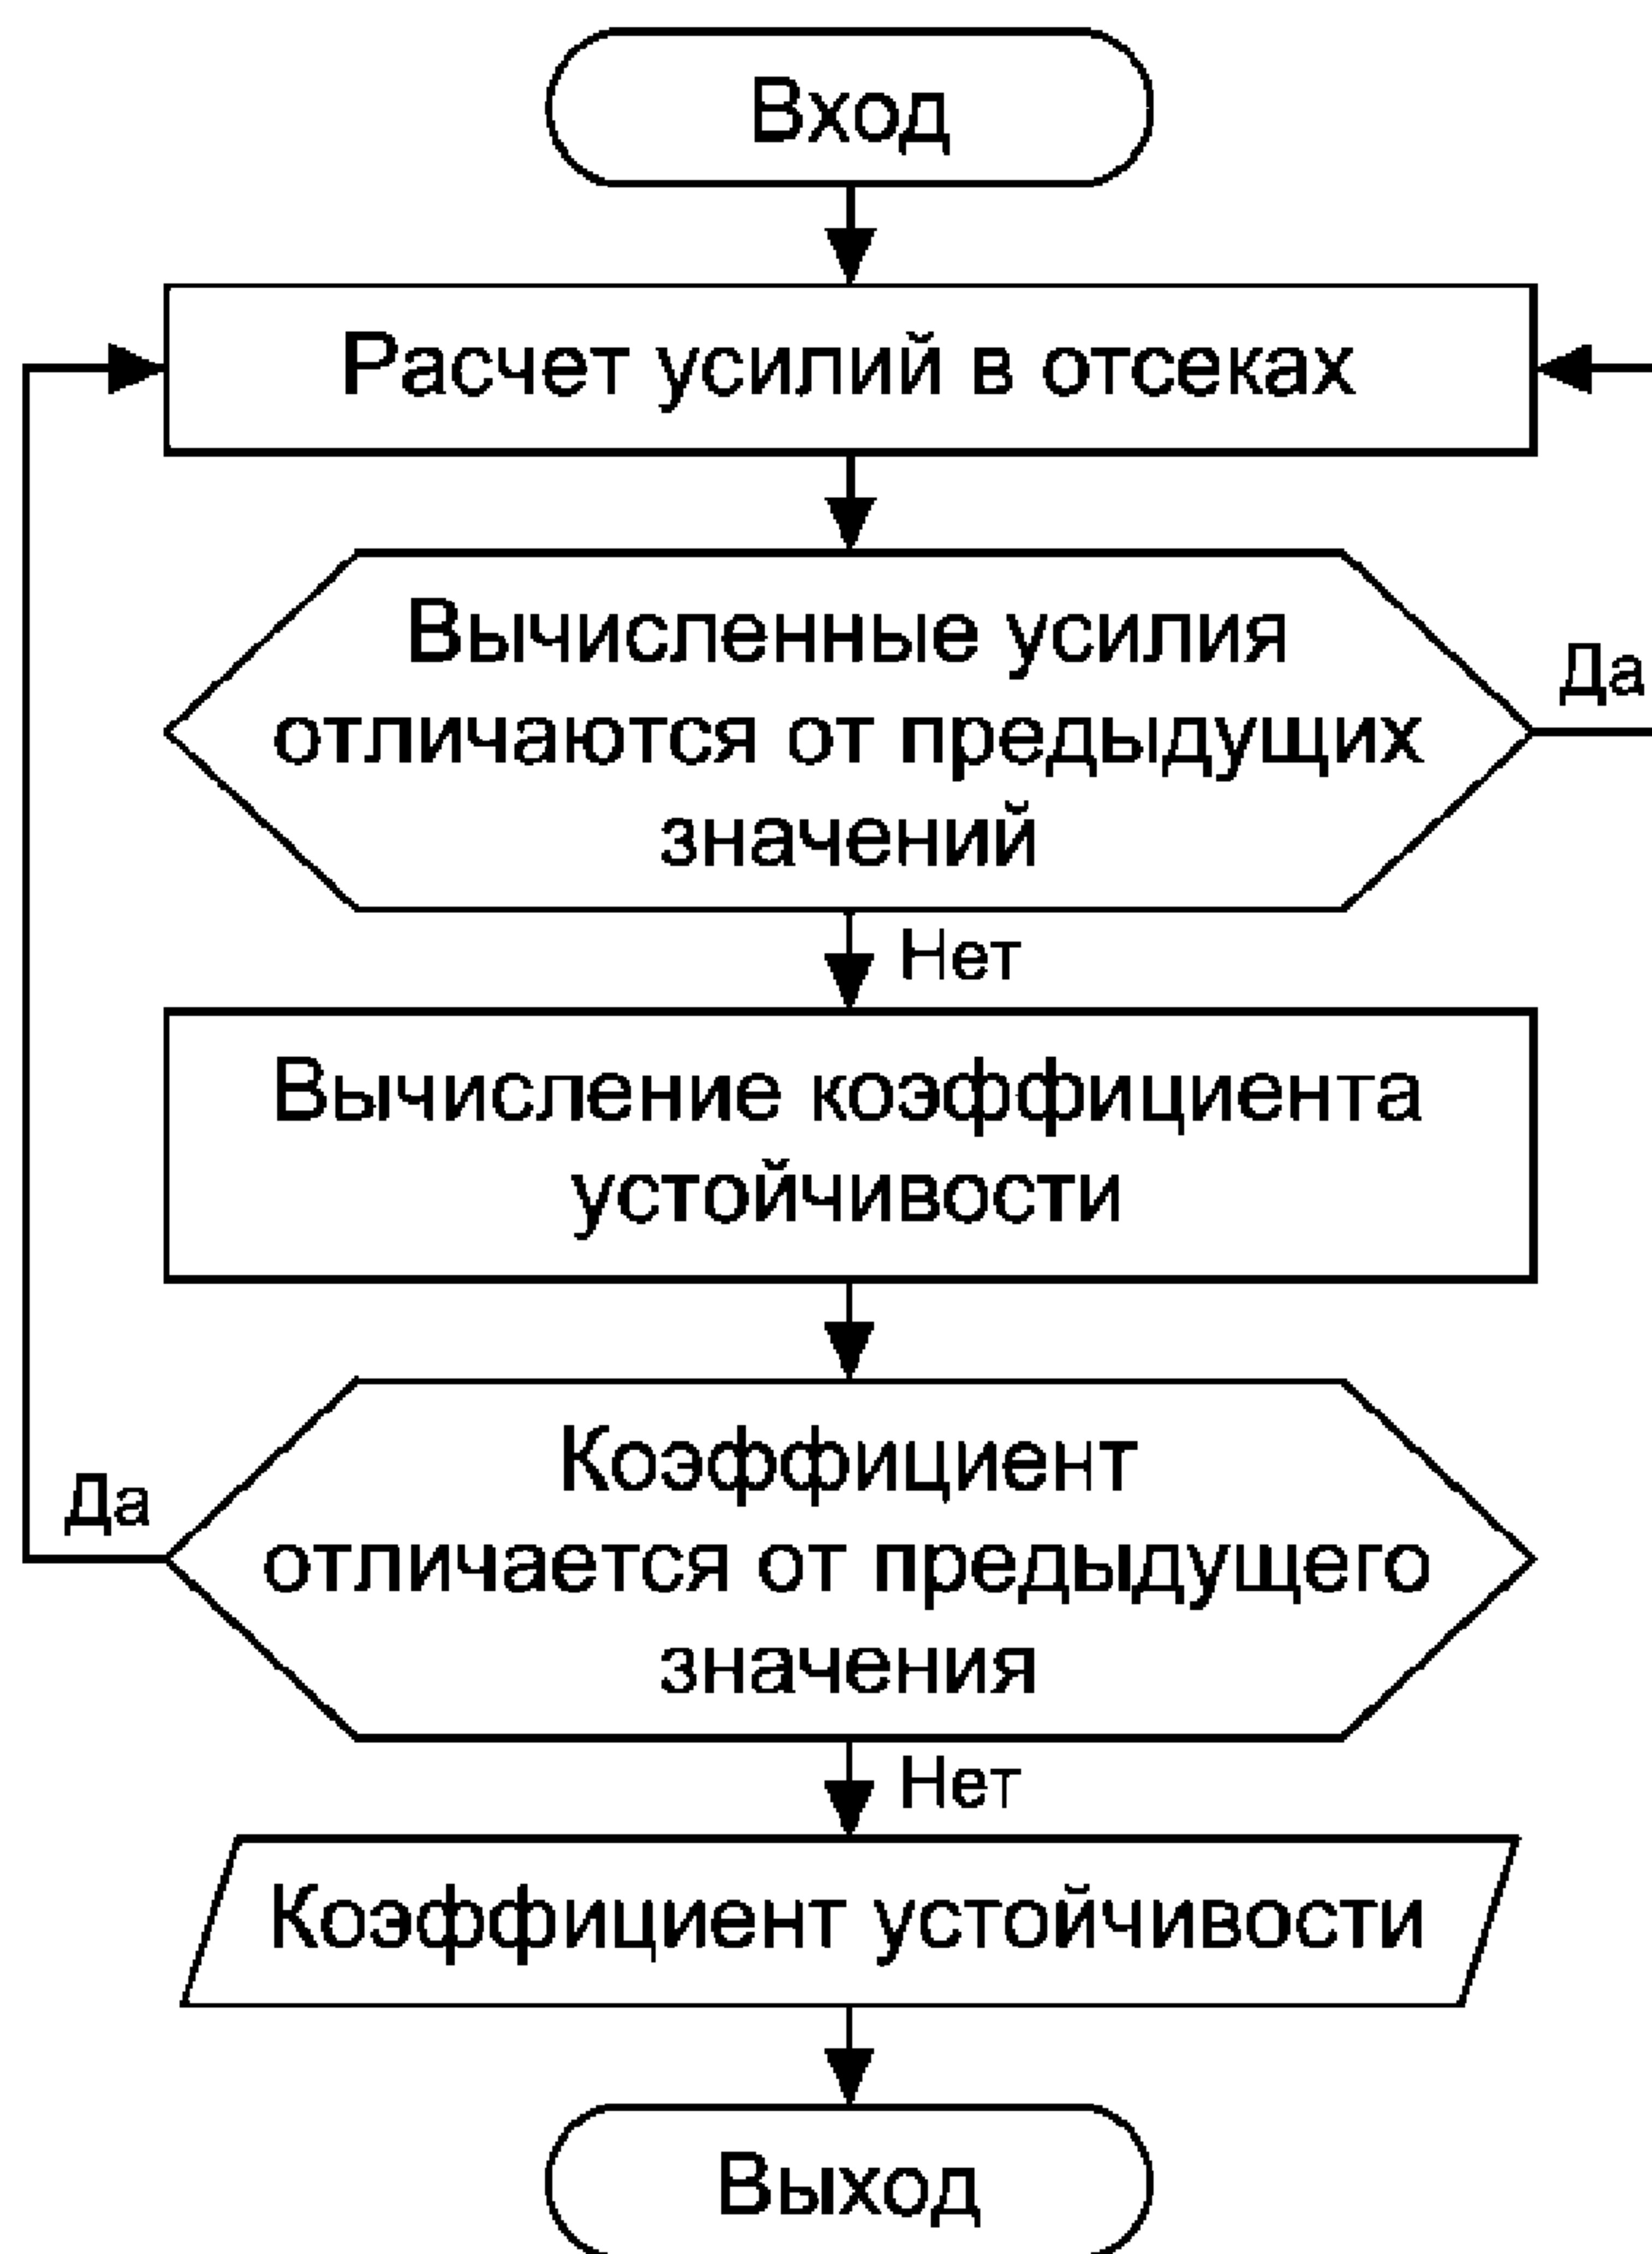 Вход
Расчет усилий в отсеках
Вычисленные усилия
отличаются от предыдущих
значений
Да
Нет
Вычисление коэффициента
устойчивости
Коэффициент
отличается от предыдущего
значения
Да
Нет
Коэффициент устойчивости
Выход